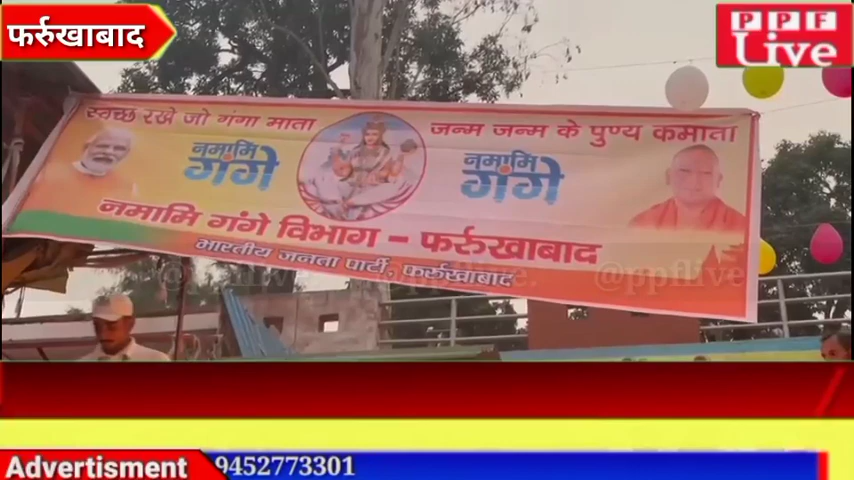 फर्रुखाबाद
PPF
Live
स्वच्छ रखे जो गंगा माता
जन्म जन्म के पुण्य कमाता
नमामि
गंगे
नमामि
गंगे
नमामि गंगे विभाग - फर्रुखाबाद
भारतीय जनता पार्टी, फर्रुखाबाद
@ppflive
Advertisment
9452773301